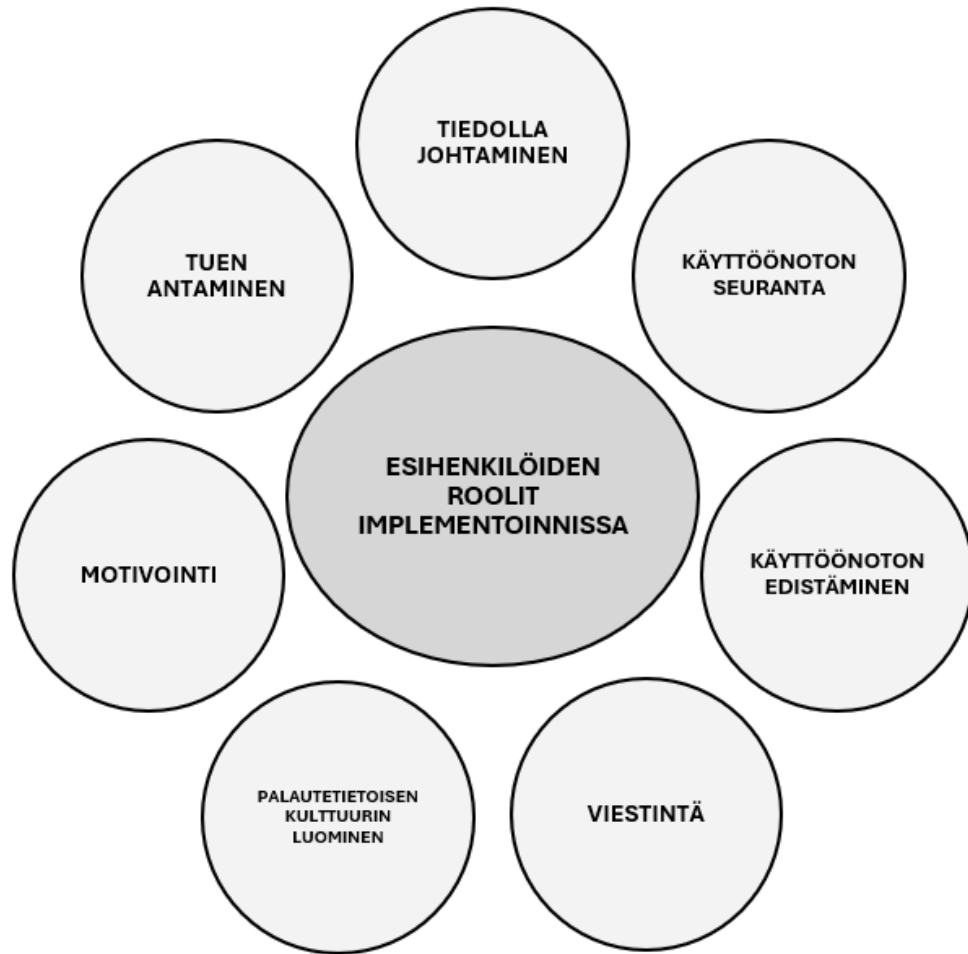 TIEDOLLA
JOHTAMINEN
TUEN
ANTAMINEN
KÄYTTÖÖNOTON
SEURANTA
ESIHENKILÖIDEN
ROOLIT
IMPLEMENTOINNISSA
MOTIVOINTI
KÄYTTÖÖNOTON
EDISTÄMINEN
PALAUTETIETOISEN
KULTTUURIN
LUOMINEN
VIESTINTÄ